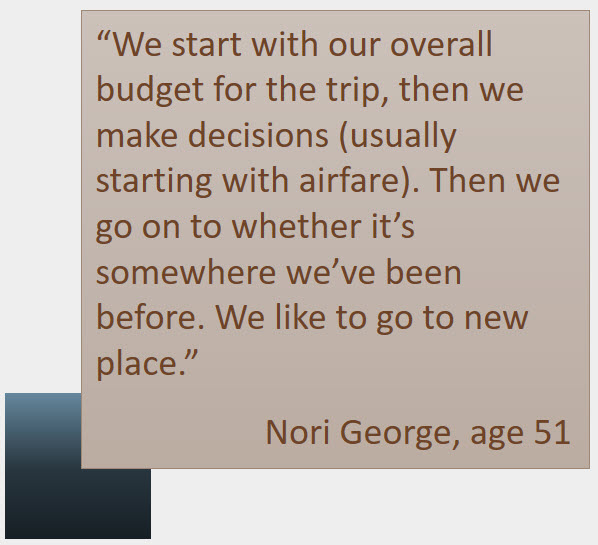 “We start with our overall
budget for the trip, then we
make decisions (usually
starting with airfare). Then we
go on to whether it’s
somewhere we’ve been
before. We like to go to new
place.”
Nori George, age 51